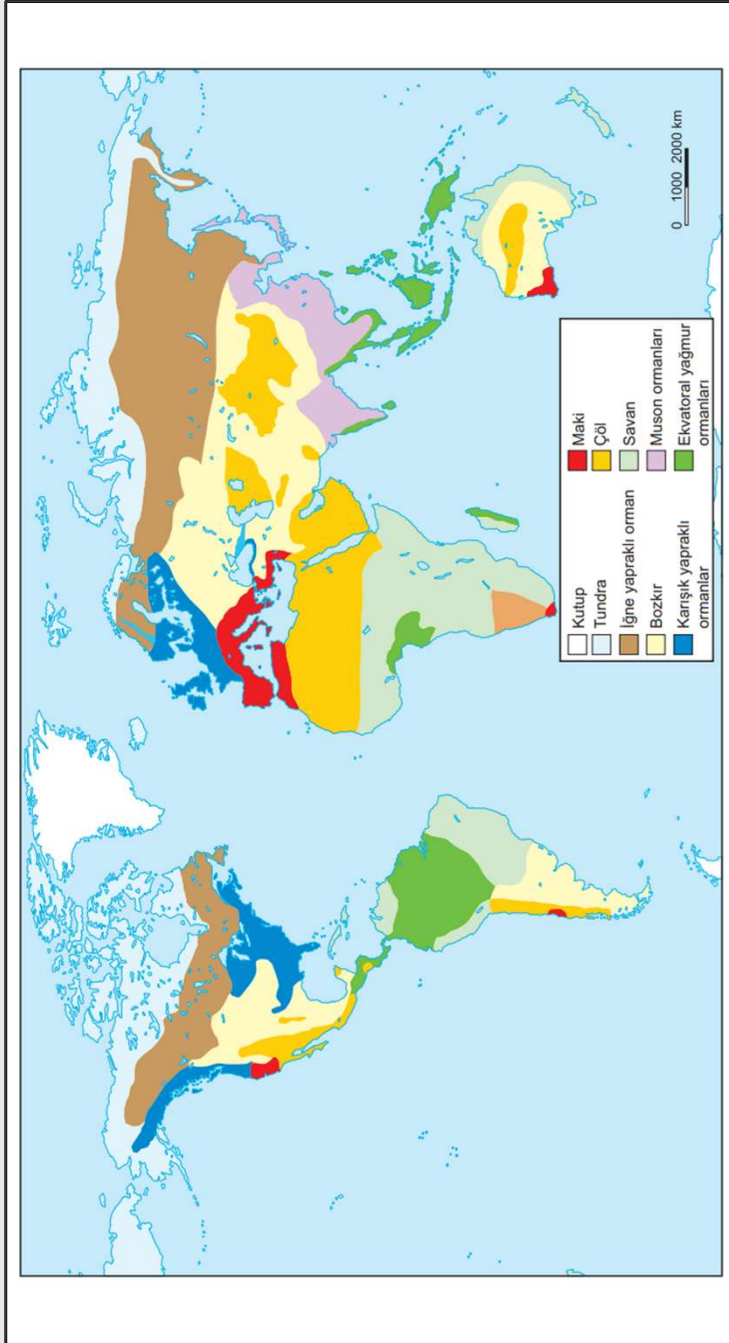 Kutup
Tundra
İğne yapraklı orman
Bozkır
Karışık yapraklı
ormanlar
Maki
Çöl
Savan
Muson ormanları
Ekvatoral yağmur
ormanları
0 1000 2000 km